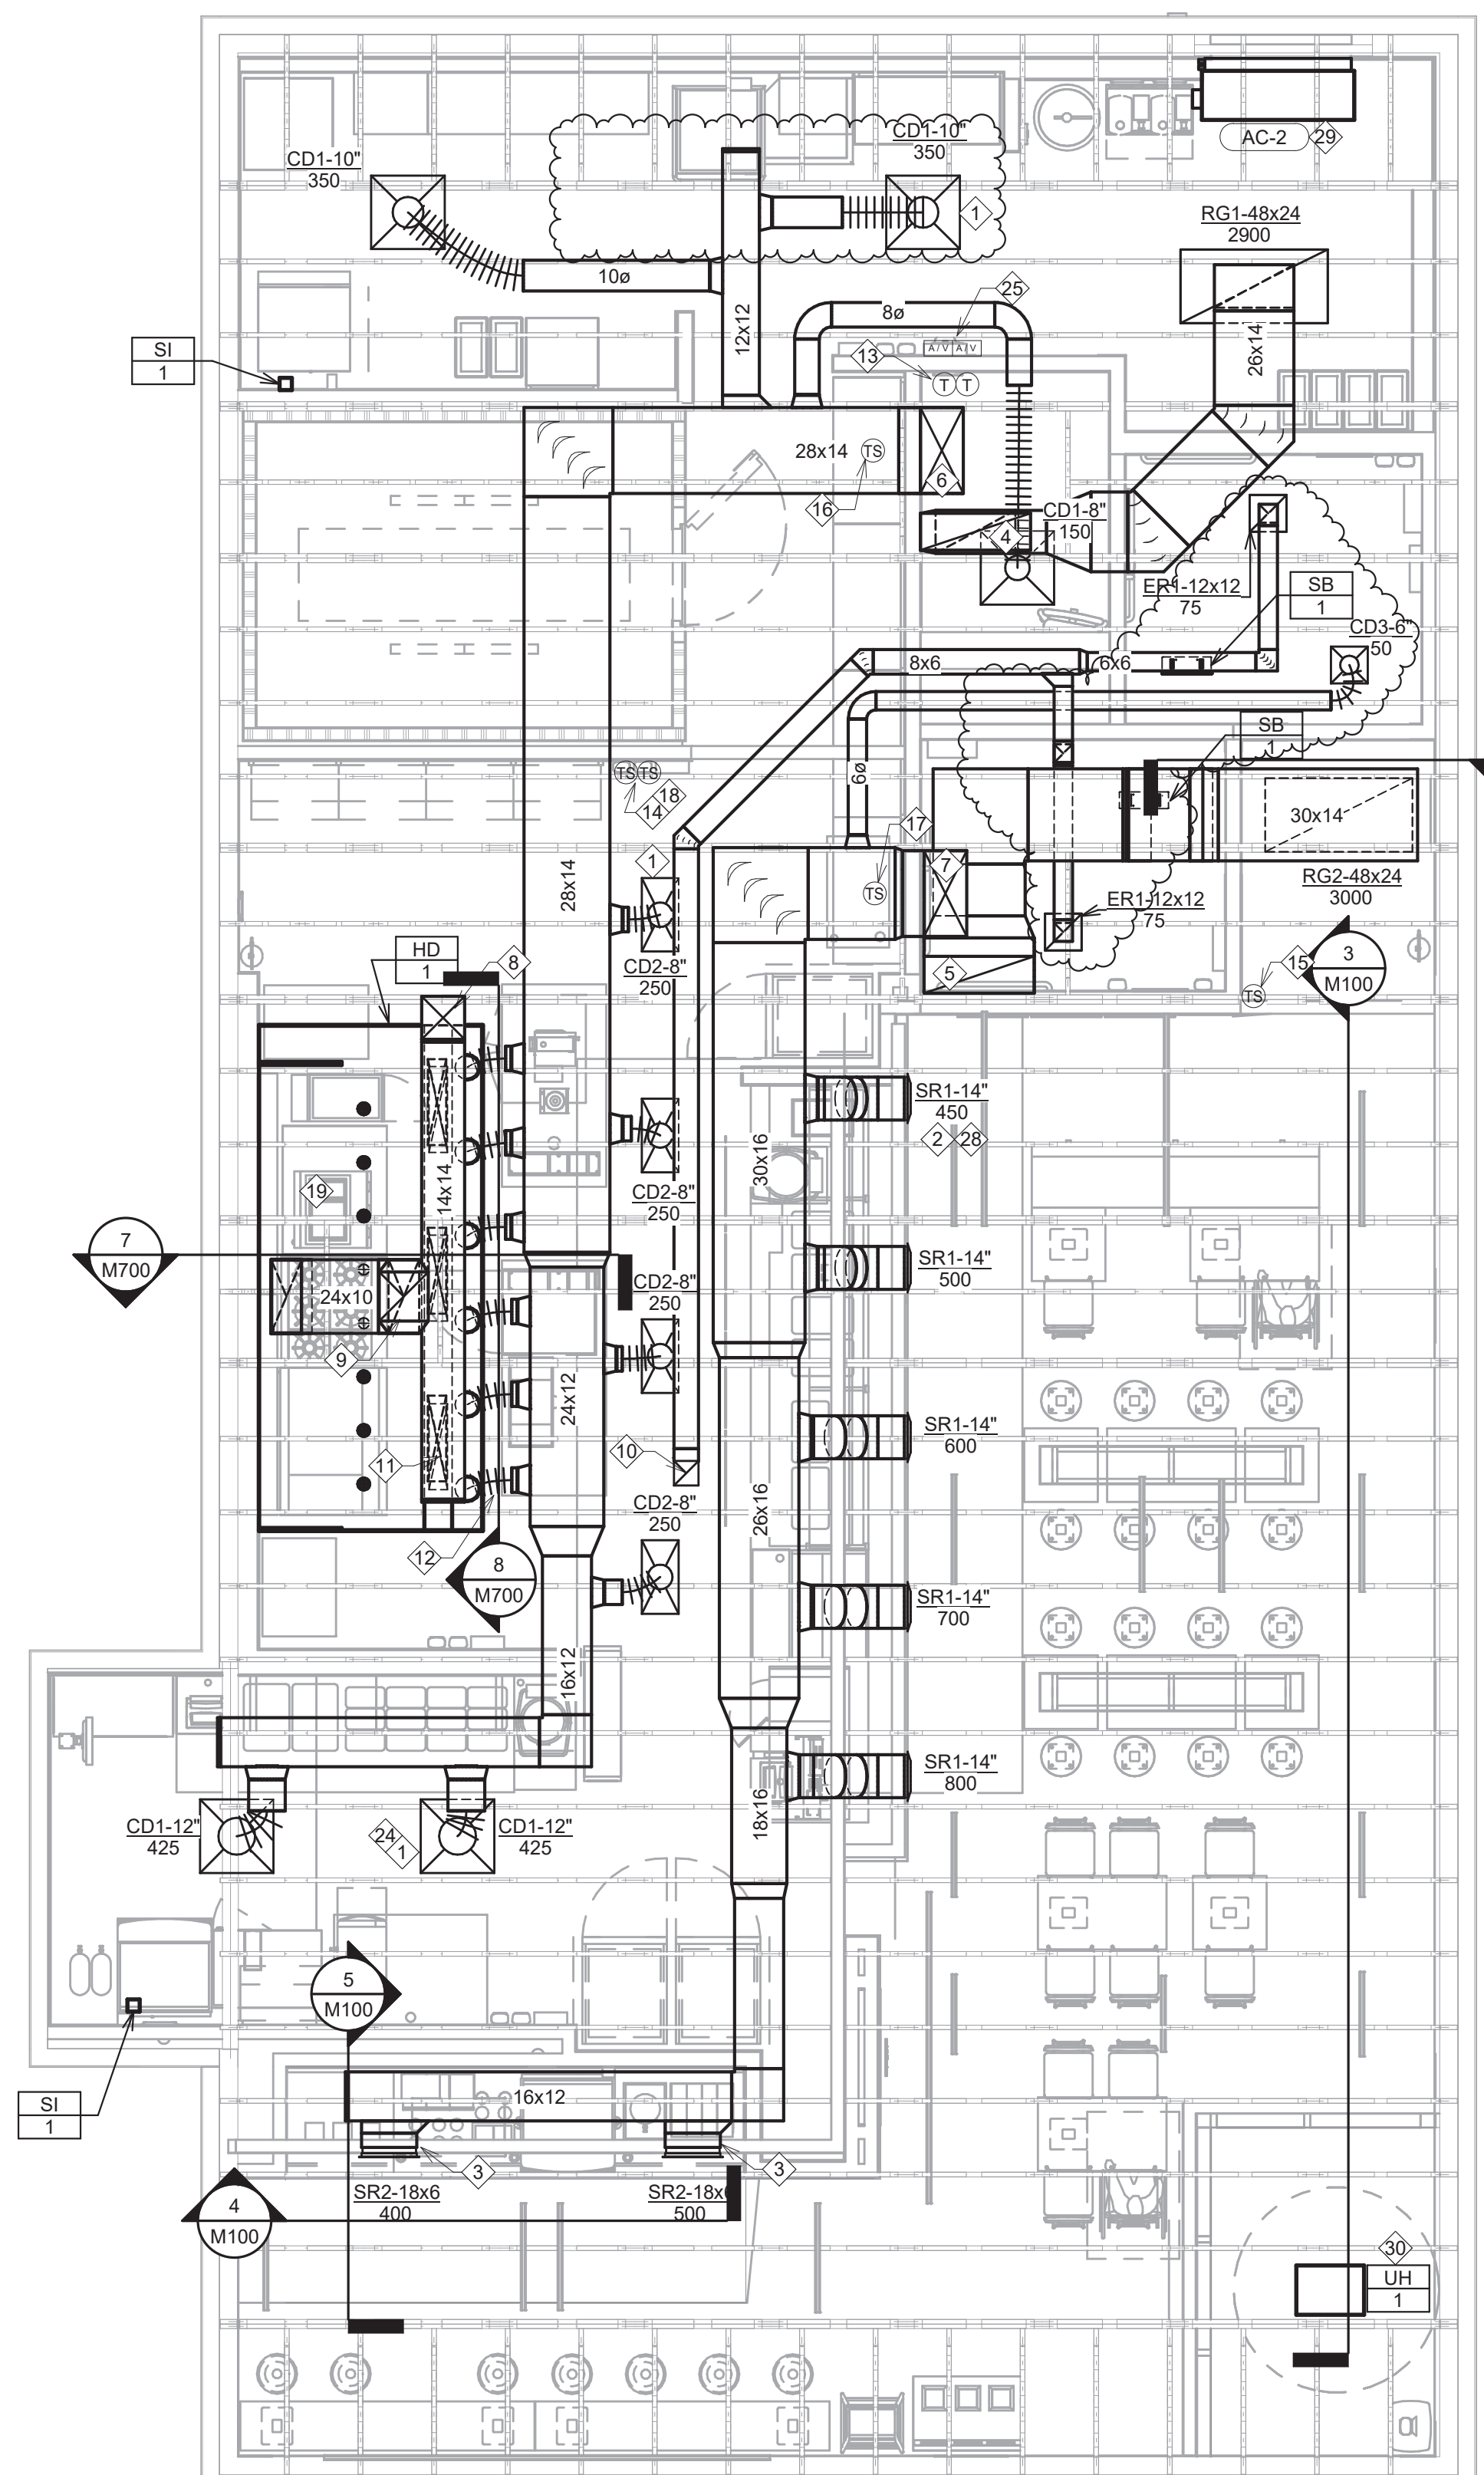 CD1-10"
350
CD1-10"
350
1
AC-2
29
RG1-48x24
2900
10ø
12x12
8ø
25
A/V A/V
13
T T
26x14
SI
1
28x14
TS
16
6
CD1-8"
150
4
ER1-12x12
75
SB
1
CD3-6"
50
8x6
6x6
SB
1
TS TS
14
18
6ø
30x14
RG2-48x24
3000
17
TS
7
5
ER1-12x12
75
15
TS
3
M100
28x14
1
CD2-8"
250
HD
1
8
14x14
19
SR1-14"
450
2
28
30x16
CD2-8"
250
7
M700
24x10
9
CD2-8"
250
SR1-14"
500
24x12
11
10
12
8
M700
CD2-8"
250
SR1-14"
600
26x16
SR1-14"
700
16x12
SR1-14"
800
18x16
CD1-12"
425
24
1
CD1-12"
425
5
M100
SI
1
16x12
3
3
SR2-18x6
400
SR2-18x6
500
4
M100
30
UH
1